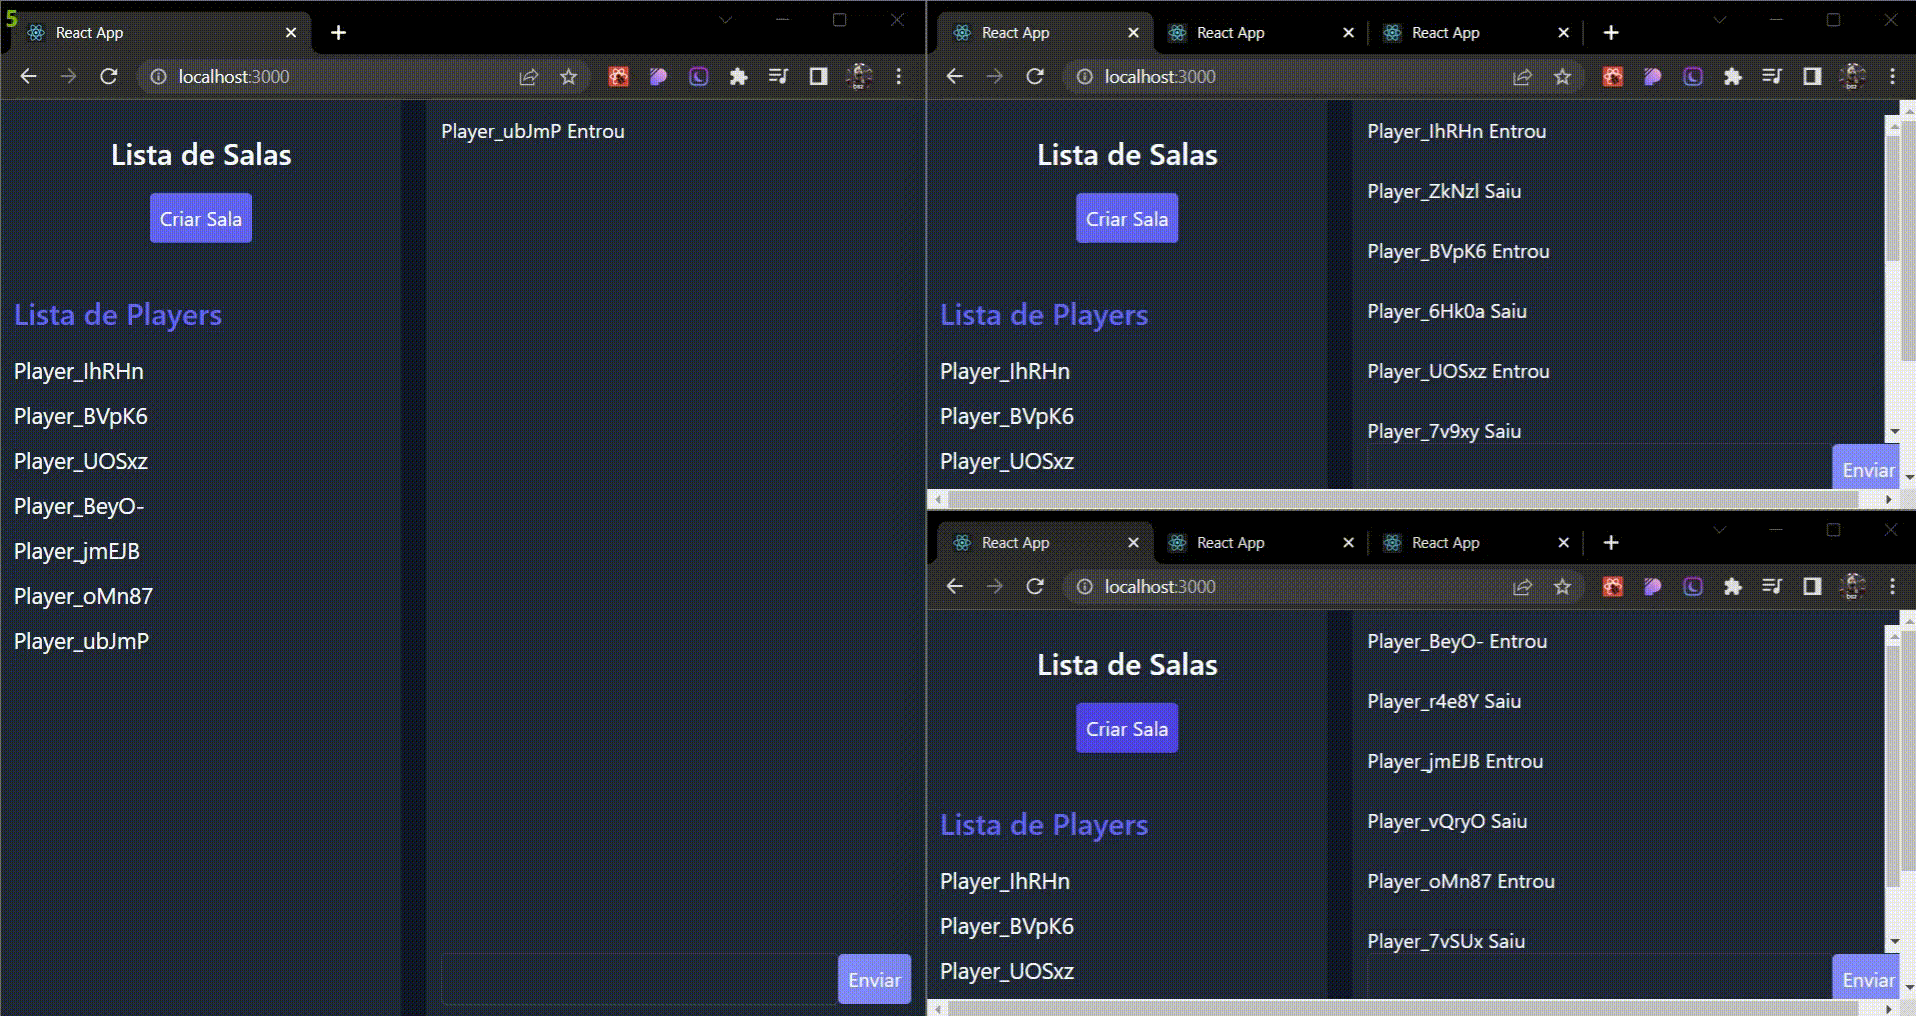 5
React App
localhost:3000
Lista de Salas
Criar Sala
Lista de Players
Player_IhRHn
Player_BVpK6
Player_UOSxz
Player_BeyO-
Player_jmEJB
Player_oMn87
Player_ubJmP
Player_ubJmP Entrou
Enviar
React App
React App
React App
localhost:3000
Lista de Salas
Criar Sala
Lista de Players
Player_IhRHn
Player_BVpK6
Player_UOSxz
Player_IhRHn Entrou
Player_ZkNzl Saiu
Player_BVpK6 Entrou
Player_6Hk0a Saiu
Player_UOSxz Entrou
Player_7v9xy Saiu
Enviar
React App
React App
React App
localhost:3000
Lista de Salas
Criar Sala
Lista de Players
Player_IhRHn
Player_BVpK6
Player_UOSxz
Player_BeyO- Entrou
Player_r4e8Y Saiu
Player_jmEJB Entrou
Player_vQryO Saiu
Player_oMn87 Entrou
Player_7vSUx Saiu
Enviar